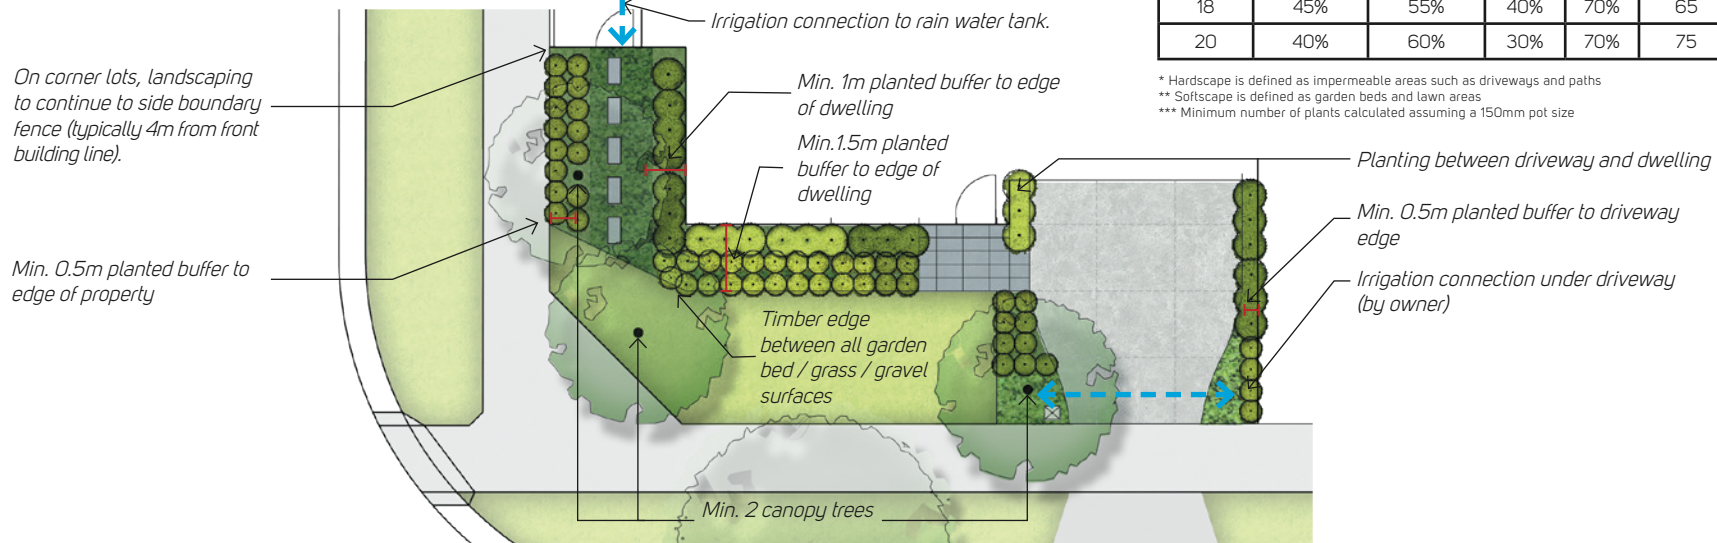 Irrigation connection to rain water tank.
18 45% 55% 40% 70% 65
20 40% 60% 30% 70% 75
* Hardscape is defined as impermeable areas such as driveways and paths
** Softscape is defined as garden beds and lawn areas
*** Minimum number of plants calculated assuming a 150mm pot size
On corner lots, landscaping
to continue to side boundary
fence (typically 4m from front
building line).
Min. 1m planted buffer to edge
of dwelling
Min.1.5m planted
buffer to edge of
dwelling
Planting between driveway and dwelling
Min. 0.5m planted buffer to driveway
edge
Min. 0.5m planted buffer to
edge of property
Irrigation connection under driveway
(by owner)
Timber edge
between all garden
bed / grass / gravel
surfaces
Min. 2 canopy trees